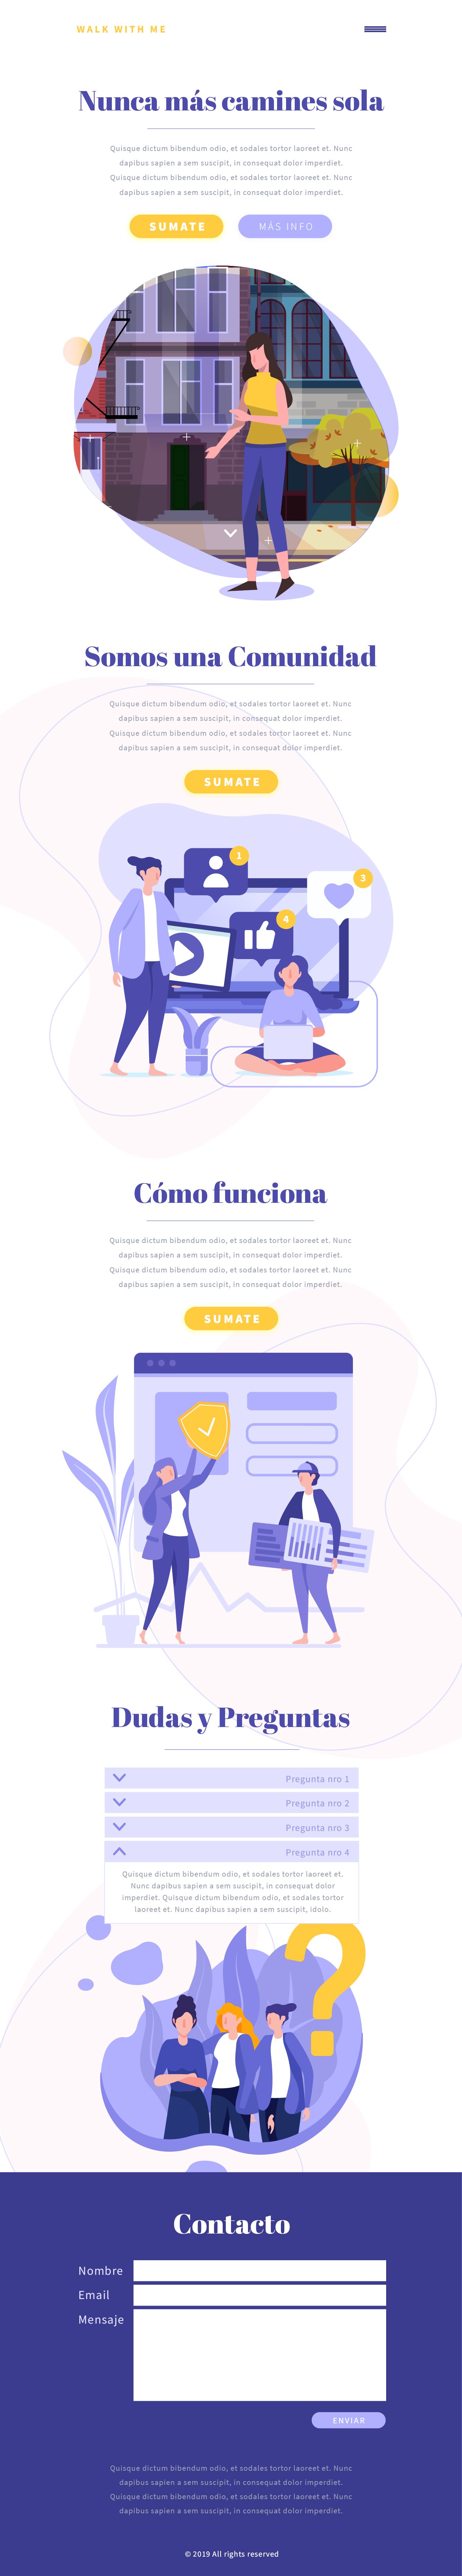 WALK WITH ME
Nunca más camines sola
Quisque dictum bibendum odio, et sodales tortor laoreet et. Nunc
dapibus sapien a sem suscipit, in consequat dolor imperdiet.
Quisque dictum bibendum odio, et sodales tortor laoreet et. Nunc
dapibus sapien a sem suscipit, in consequat dolor imperdiet.
SUMATE
MÁS INFO
Somos una Comunidad
Quisque dictum bibendum odio, et sodales tortor laoreet et. Nunc
dapibus sapien a sem suscipit, in consequat dolor imperdiet.
Quisque dictum bibendum odio, et sodales tortor laoreet et. Nunc
dapibus sapien a sem suscipit, in consequat dolor imperdiet.
SUMATE
1
3
4
Cómo funciona
Quisque dictum bibendum odio, et sodales tortor laoreet et. Nunc
dapibus sapien a sem suscipit, in consequat dolor imperdiet.
Quisque dictum bibendum odio, et sodales tortor laoreet et. Nunc
dapibus sapien a sem suscipit, in consequat dolor imperdiet.
SUMATE
Dudas y Preguntas
Pregunta nro 1
Pregunta nro 2
Pregunta nro 3
Pregunta nro 4
Quisque dictum bibendum odio, et sodales tortor laoreet et.
Nunc dapibus sapien a sem suscipit, in consequat dolor
imperdiet. Quisque dictum bibendum odio, et sodales tortor
laoreet et. Nunc dapibus sapien a sem suscipit, idolo.
?
Contacto
Nombre
Email
Mensaje
ENVIAR
Quisque dictum bibendum odio, et sodales tortor laoreet et. Nunc
dapibus sapien a sem suscipit, in consequat dolor imperdiet.
Quisque dictum bibendum odio, et sodales tortor laoreet et. Nunc
dapibus sapien a sem suscipit, in consequat dolor imperdiet.
© 2019 All rights reserved